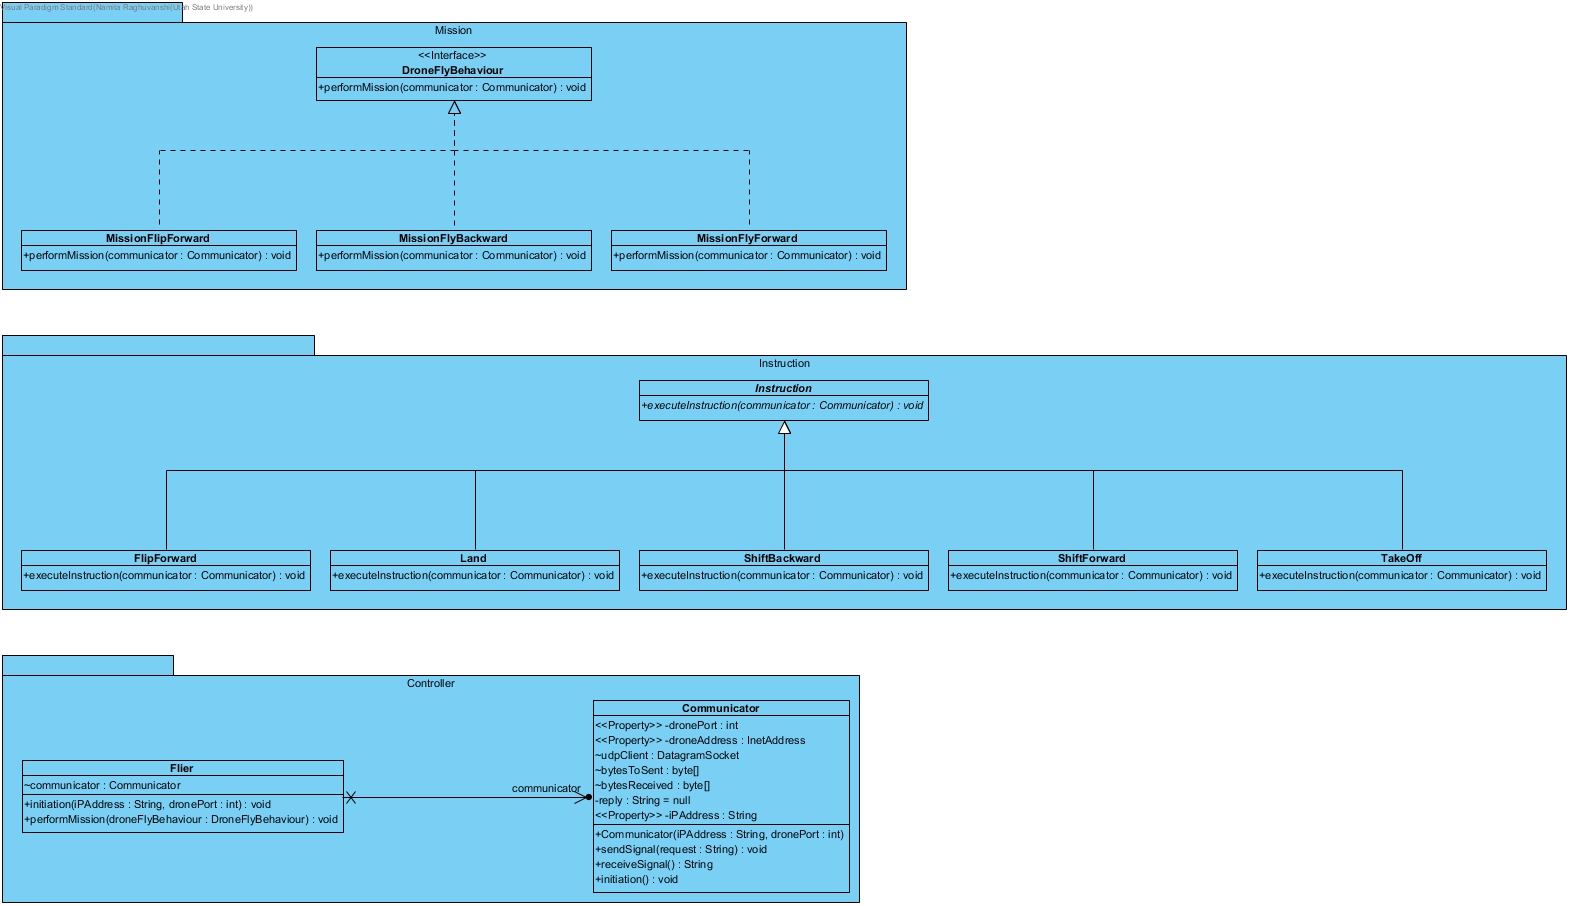 Visual Paradigm Standard(Namita Raghuvanshi(Utah State University))
Mission
<<Interface>>
DroneFlyBehaviour
+performMission(communicator : Communicator) : void
MissionFlipForward
+performMission(communicator : Communicator) : void
MissionFlyBackward
+performMission(communicator : Communicator) : void
MissionFlyForward
+performMission(communicator : Communicator) : void
Instruction
Instruction
+executeInstruction(communicator : Communicator) : void
FlipForward
+executeInstruction(communicator : Communicator) : void
Land
+executeInstruction(communicator : Communicator) : void
ShiftBackward
+executeInstruction(communicator : Communicator) : void
ShiftForward
+executeInstruction(communicator : Communicator) : void
TakeOff
+executeInstruction(communicator : Communicator) : void
Controller
Flier
~communicator : Communicator
+initiation(iPAddress : String, dronePort : int) : void
+performMission(droneFlyBehaviour : DroneFlyBehaviour) : void
communicator
Communicator
<<Property>> -dronePort : int
<<Property>> -droneAddress : InetAddress
~udpClient : DatagramSocket
~bytesToSent : byte[]
~bytesReceived : byte[]
-reply : String = null
<<Property>> -iPAddress : String
+Communicator(iPAddress : String, dronePort : int)
+sendSignal(request : String) : void
+receiveSignal() : String
+initiation() : void